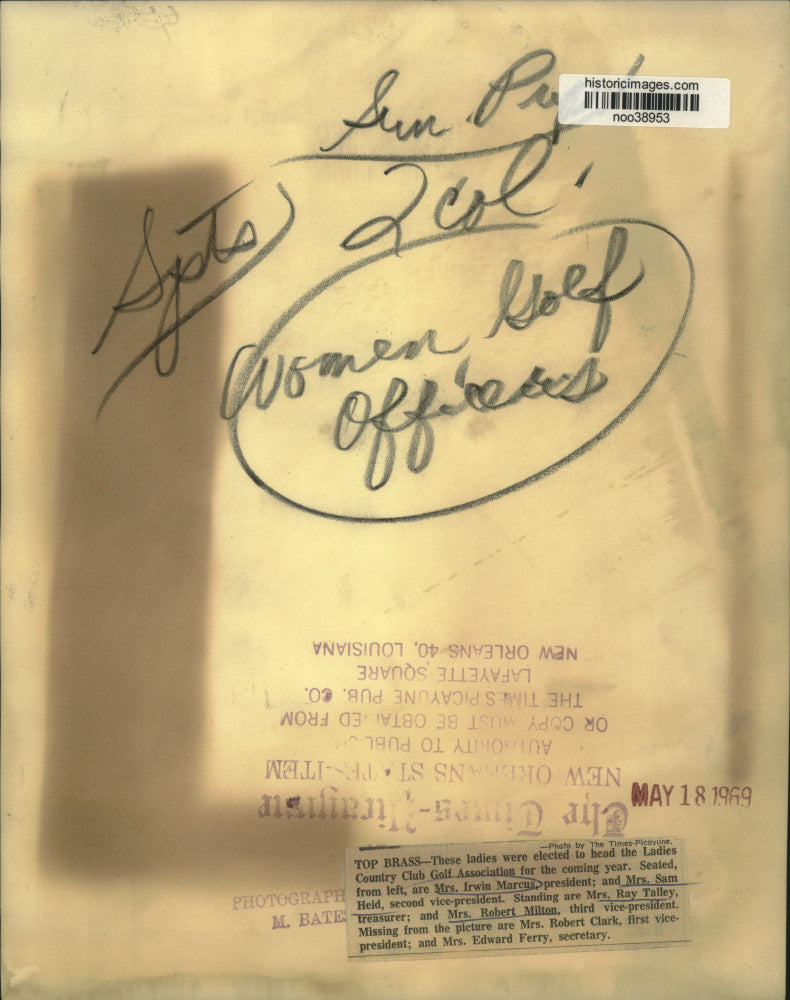 historicimages.com
noo38953
Sun
2 col.
Spts
Women Golf
Officers
NEW ORLEANS 40, LOUISIANA
LAFAYETTE SQUARE
THE TIMES PICAYUNE PUB. CO.
OR COPY MUST BE OBTAINED FROM
AUTHORITY TO PUBLISH
NEW ORLEANS STATES-ITEM
The Times-Picayune
MAY 18 1969
—Photo by The Times-Picayune.
TOP BRASS—These ladies were elected to head the Ladies
Country Club Golf Association for the coming year. Seated,
from left, are Mrs. Irwin Marcus, president; and Mrs. Sam
Held, second vice-president. Standing are Mrs. Ray Talley,
treasurer; and Mrs. Robert Milton, third vice-president.
Missing from the picture are Mrs. Robert Clark, first vice-
president; and Mrs. Edward Ferry, secretary.
PHOTOGRAPH
M. BATE